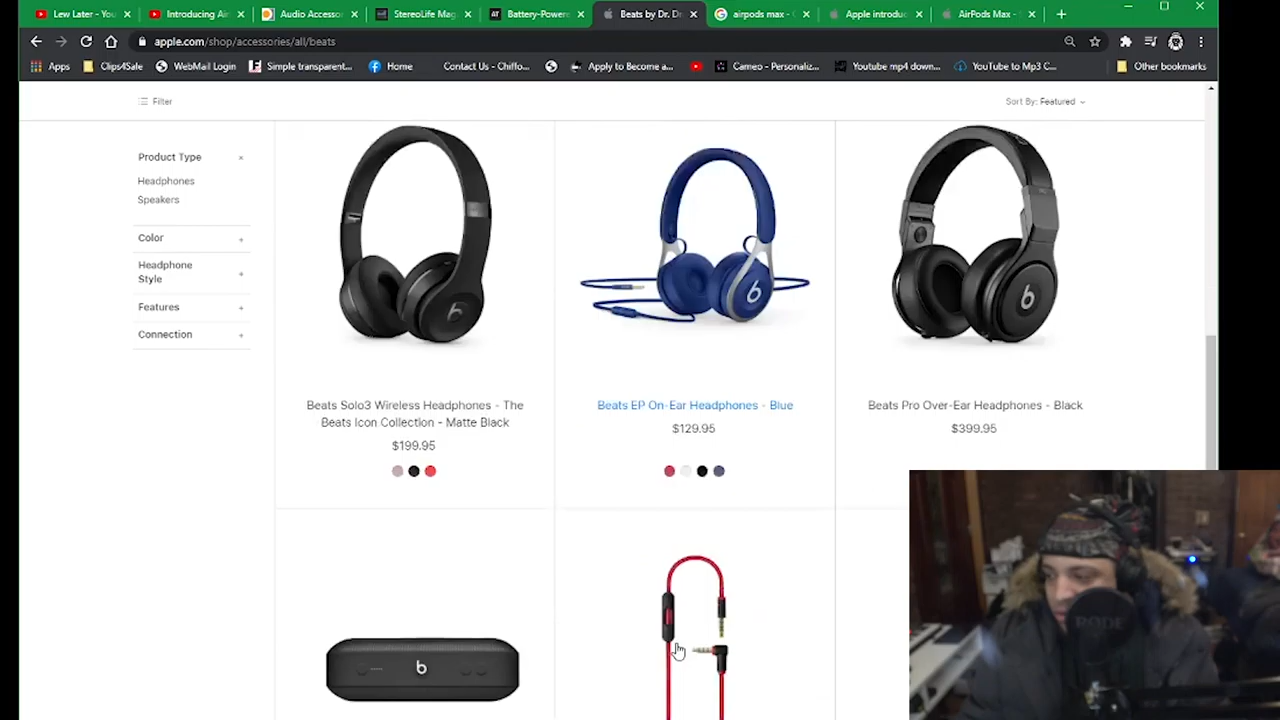 Lew Later - You
Introducing Air
Audio Accessor
StereoLife Mag
Battery-Powere
Beats by Dr. Dr
airpods max -
Apple introduc
AirPods Max -
apple.com/shop/accessories/all/beats
Apps
Clips4Sale
WebMail Login
Simple transparent...
Home
Contact Us - Chiffo...
Apply to Become a...
Cameo - Personaliz...
Youtube mp4 down...
YouTube to Mp3 C...
Other bookmarks
Filter
Sort By: Featured
Product Type
Headphones
Speakers
Color
Headphone
Style
Features
Connection
Beats Solo3 Wireless Headphones - The
Beats Icon Collection - Matte Black
$199.95
Beats EP On-Ear Headphones - Blue
$129.95
Beats Pro Over-Ear Headphones - Black
$399.95
RODE